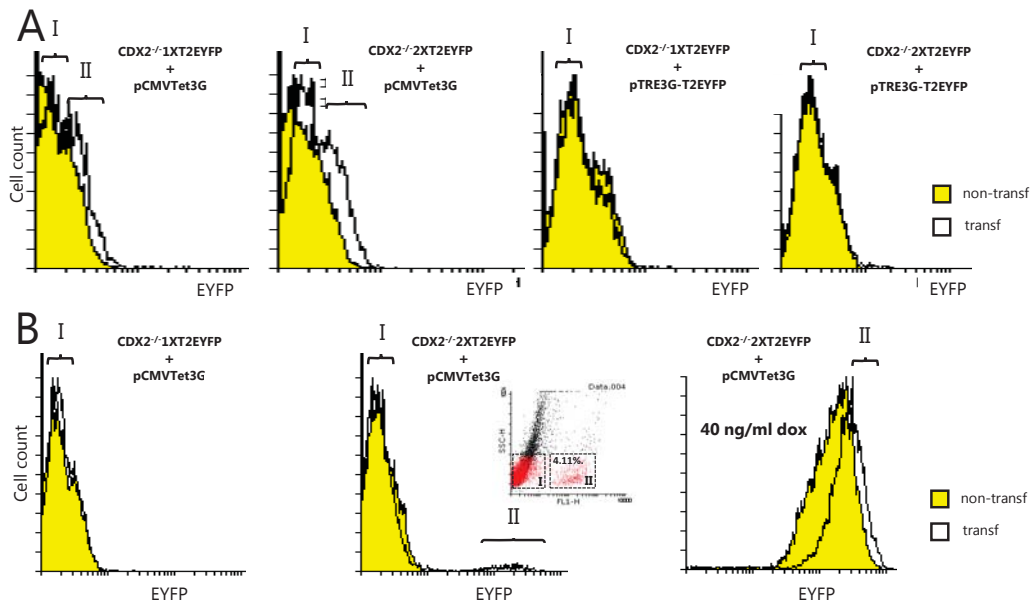 A
I
II
CDX2-/-1XT2EYFP
+
pCMVTet3G
I
II
CDX2-/-2XT2EYFP
+
pCMVTet3G
I
CDX2-/-1XT2EYFP
+
pTRE3G-T2EYFP
I
CDX2-/-2XT2EYFP
+
pTRE3G-T2EYFP
Cell count
non-transf
transf
EYFP
EYFP
EYFP
EYFP
B
I
CDX2-/-1XT2EYFP
+
pCMVTet3G
I
CDX2-/-2XT2EYFP
+
pCMVTet3G
Data.004
SSC-H
4.11%.
I
II
FL1-H
10000
II
CDX2-/-2XT2EYFP
+
pCMVTet3G
II
40 ng/ml dox
Cell count
non-transf
transf
EYFP
EYFP
EYFP